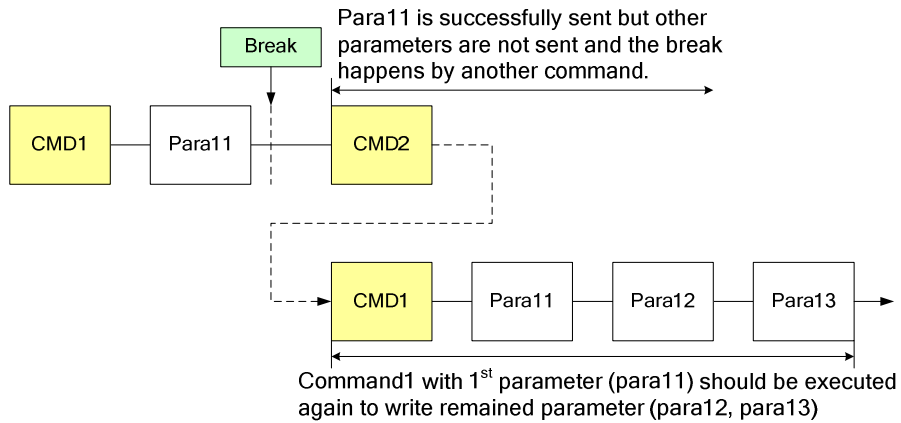 Para11 is successfully sent but other
parameters are not sent and the break
happens by another command.
Break
CMD1
Para11
CMD2
CMD1
Para11
Para12
Para13
Command1 with 1st parameter (para11) should be executed
again to write remained parameter (para12, para13)